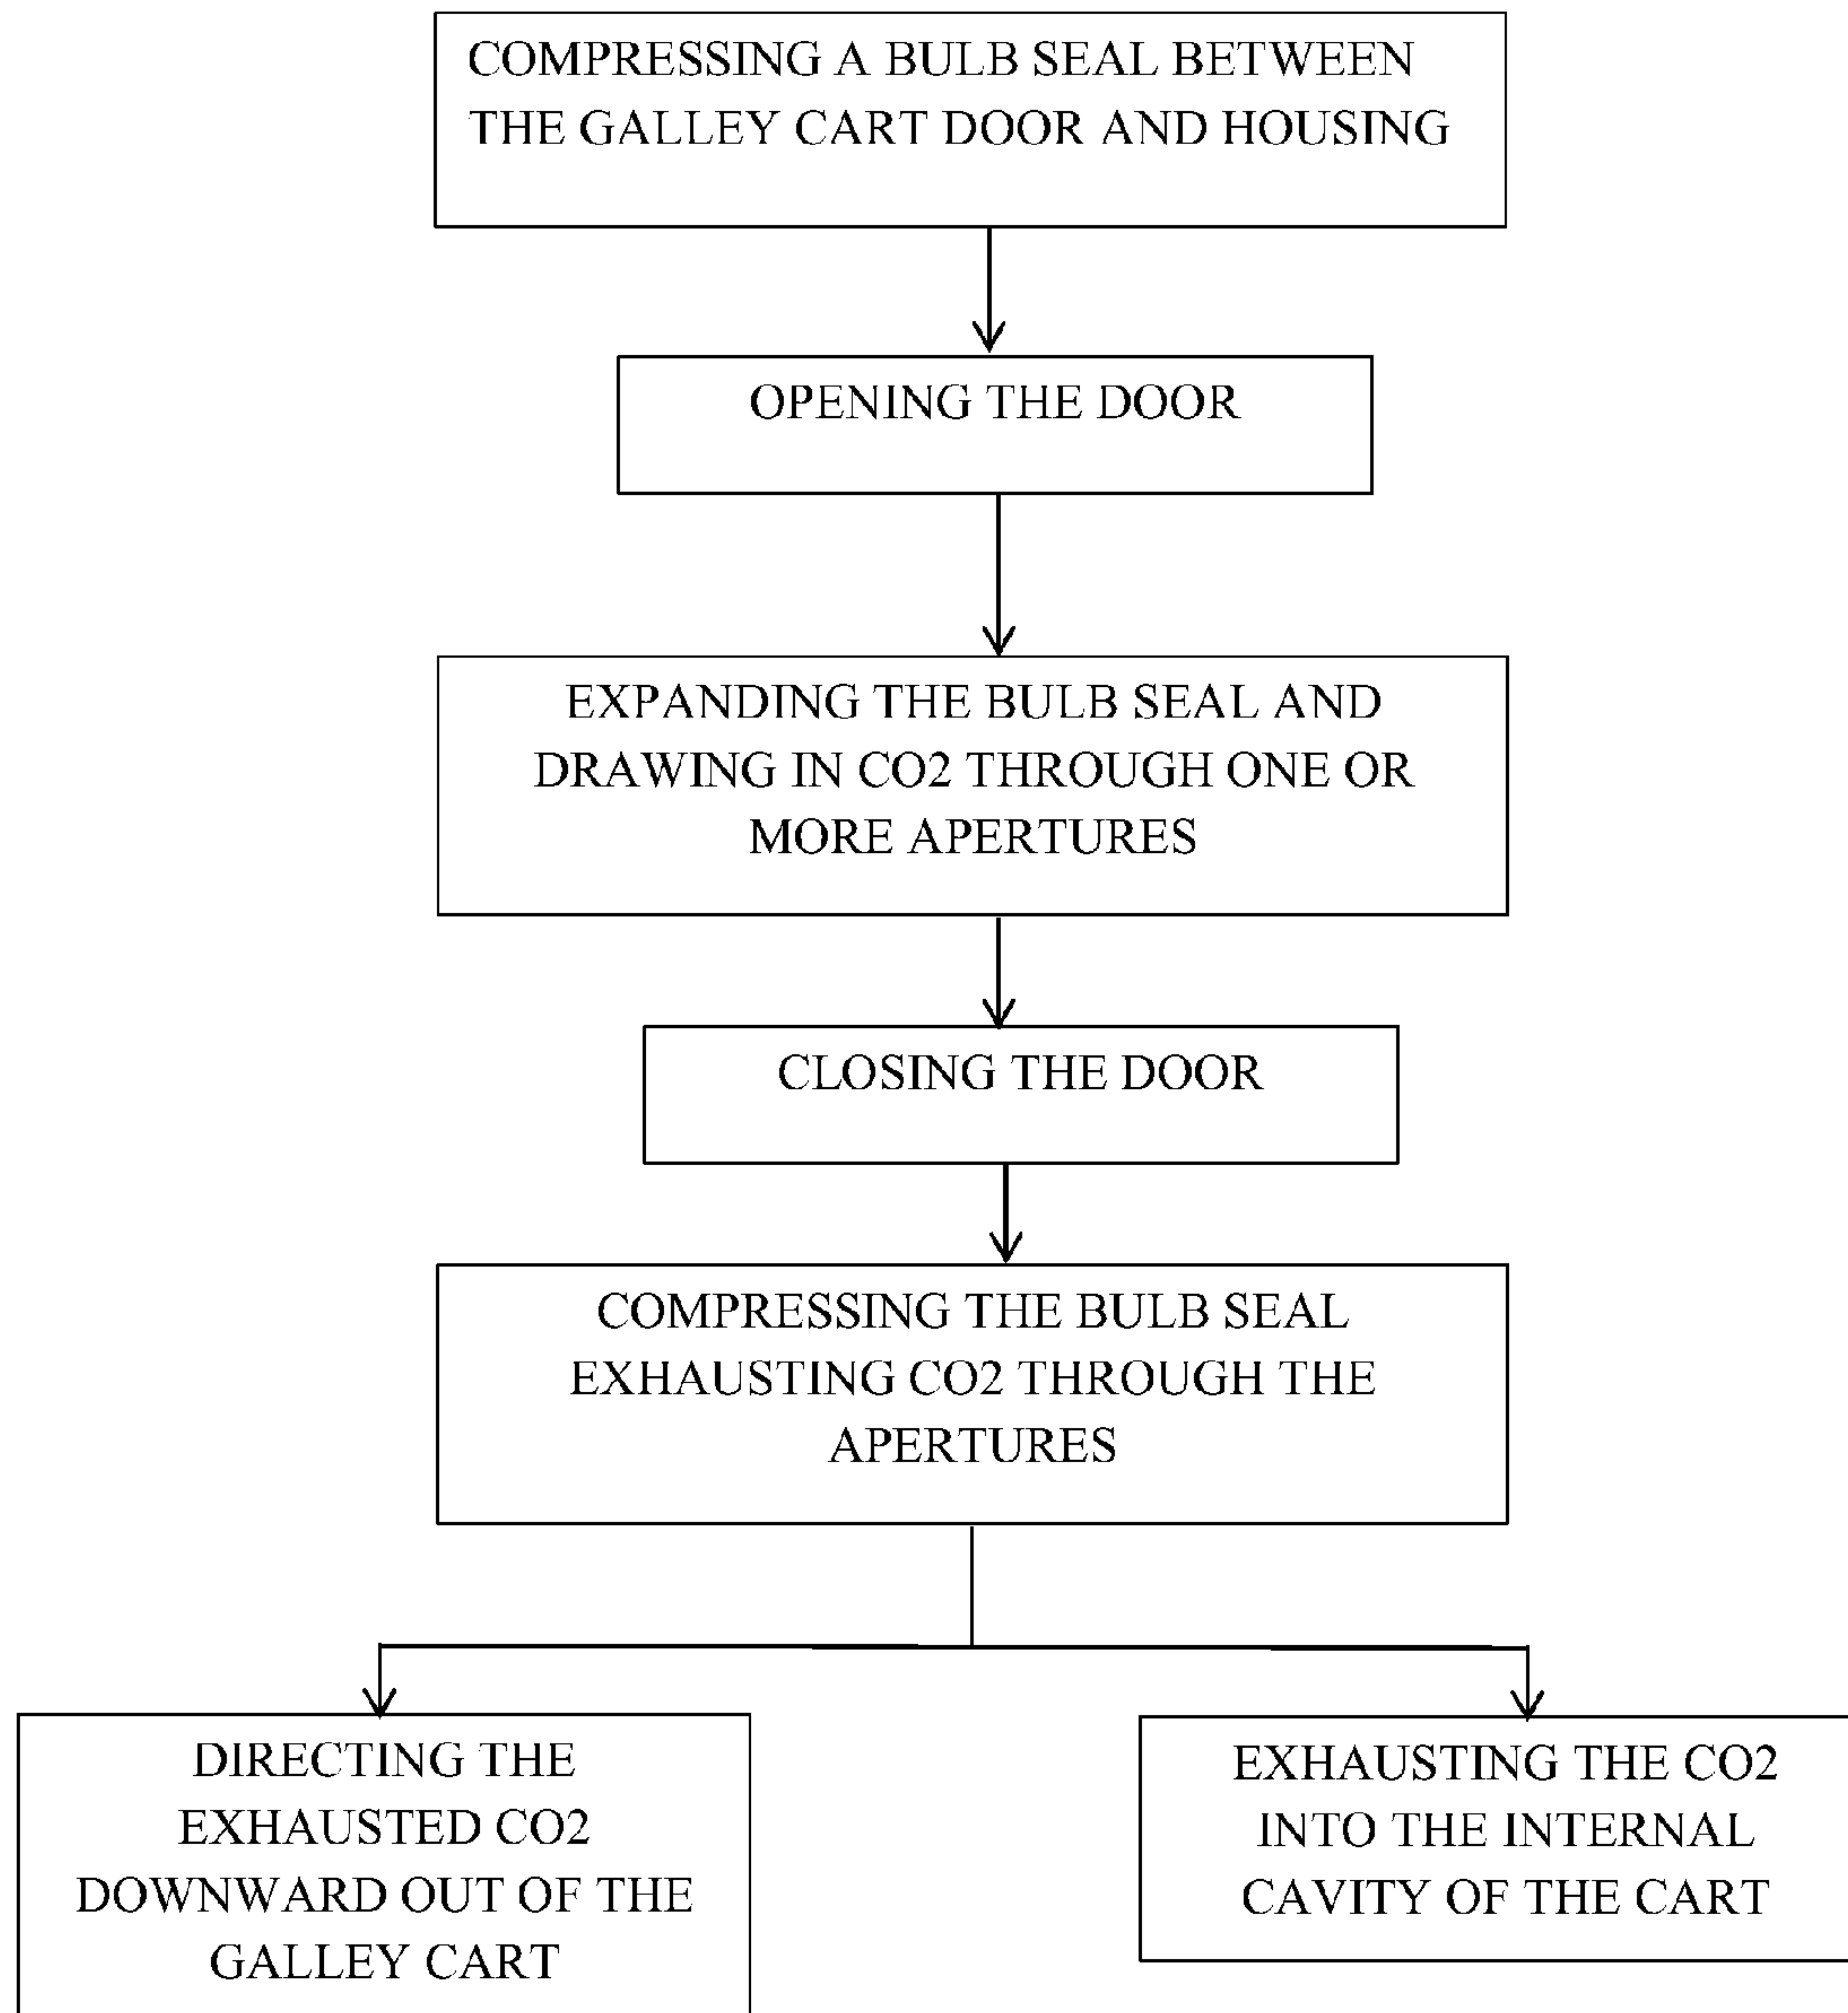 COMPRESSING A BULB SEAL BETWEEN
THE GALLEY CART DOOR AND HOUSING
OPENING THE DOOR
EXPANDING THE BULB SEAL AND
DRAWING IN CO2 THROUGH ONE OR
MORE APERTURES
CLOSING THE DOOR
COMPRESSING THE BULB SEAL
EXHAUSTING CO2 THROUGH THE
APERTURES
DIRECTING THE
EXHAUSTED CO2
DOWNWARD OUT OF THE
GALLEY CART
EXHAUSTING THE CO2
INTO THE INTERNAL
CAVITY OF THE CART